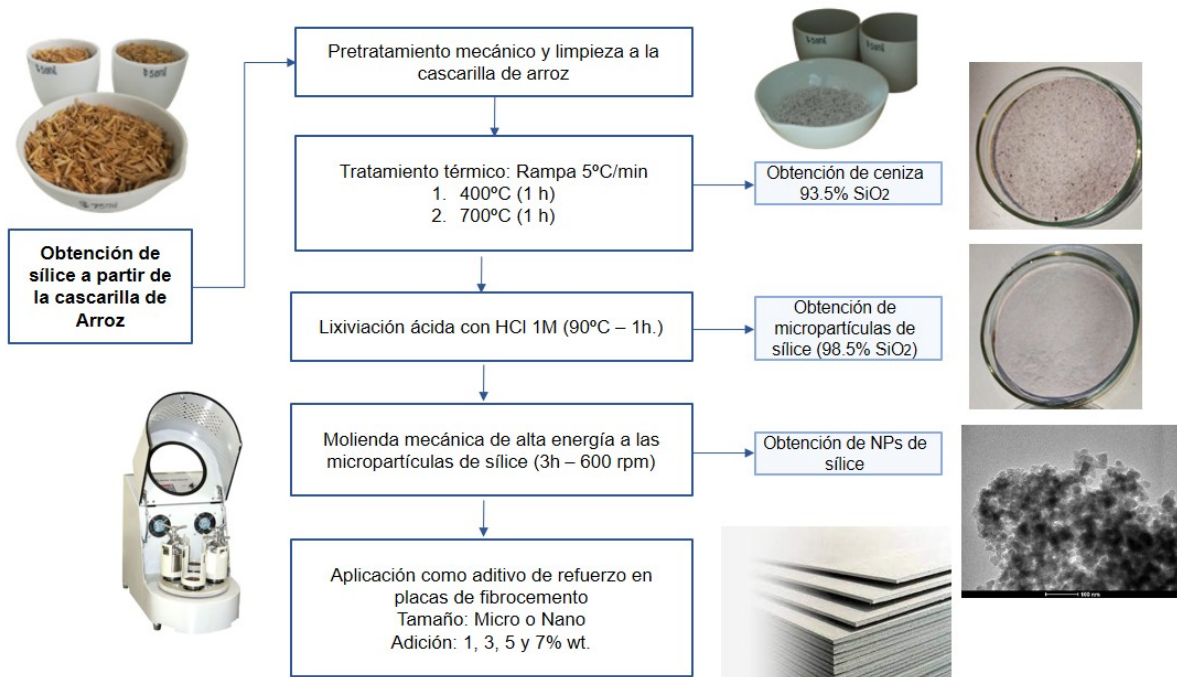 Pretratamiento mecánico y limpieza a la
cascarilla de arroz
Tratamiento térmico: Rampa 5ºC/min
1. 400ºC (1 h)
2. 700ºC (1 h)
Obtención de ceniza
93.5% SiO2
Obtención de
sílice a partir de
la cascarilla de
Arroz
Lixiviación ácida con HCl 1M (90ºC – 1h.)
Obtención de
micropartículas de
sílice (98.5% SiO2)
Molienda mecánica de alta energía a las
micropartículas de sílice (3h – 600 rpm)
Obtención de NPs de
sílice
Aplicación como aditivo de refuerzo en
placas de fibrocemento
Tamaño: Micro o Nano
Adición: 1, 3, 5 y 7% wt.
100 nm